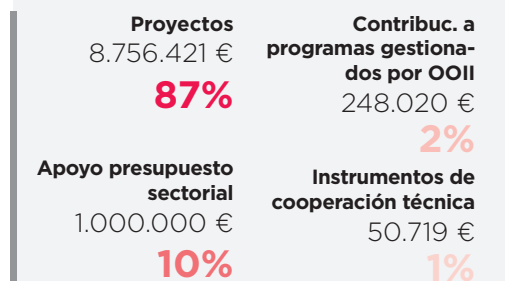 Proyectos
8.756.421 €
87%
Contribuc. a
programas gestiona-
dos por OOII
248.020 €
2%
Apoyo presupuesto
sectorial
1.000.000 €
10%
Instrumentos de
cooperación técnica
50.719 €
1%